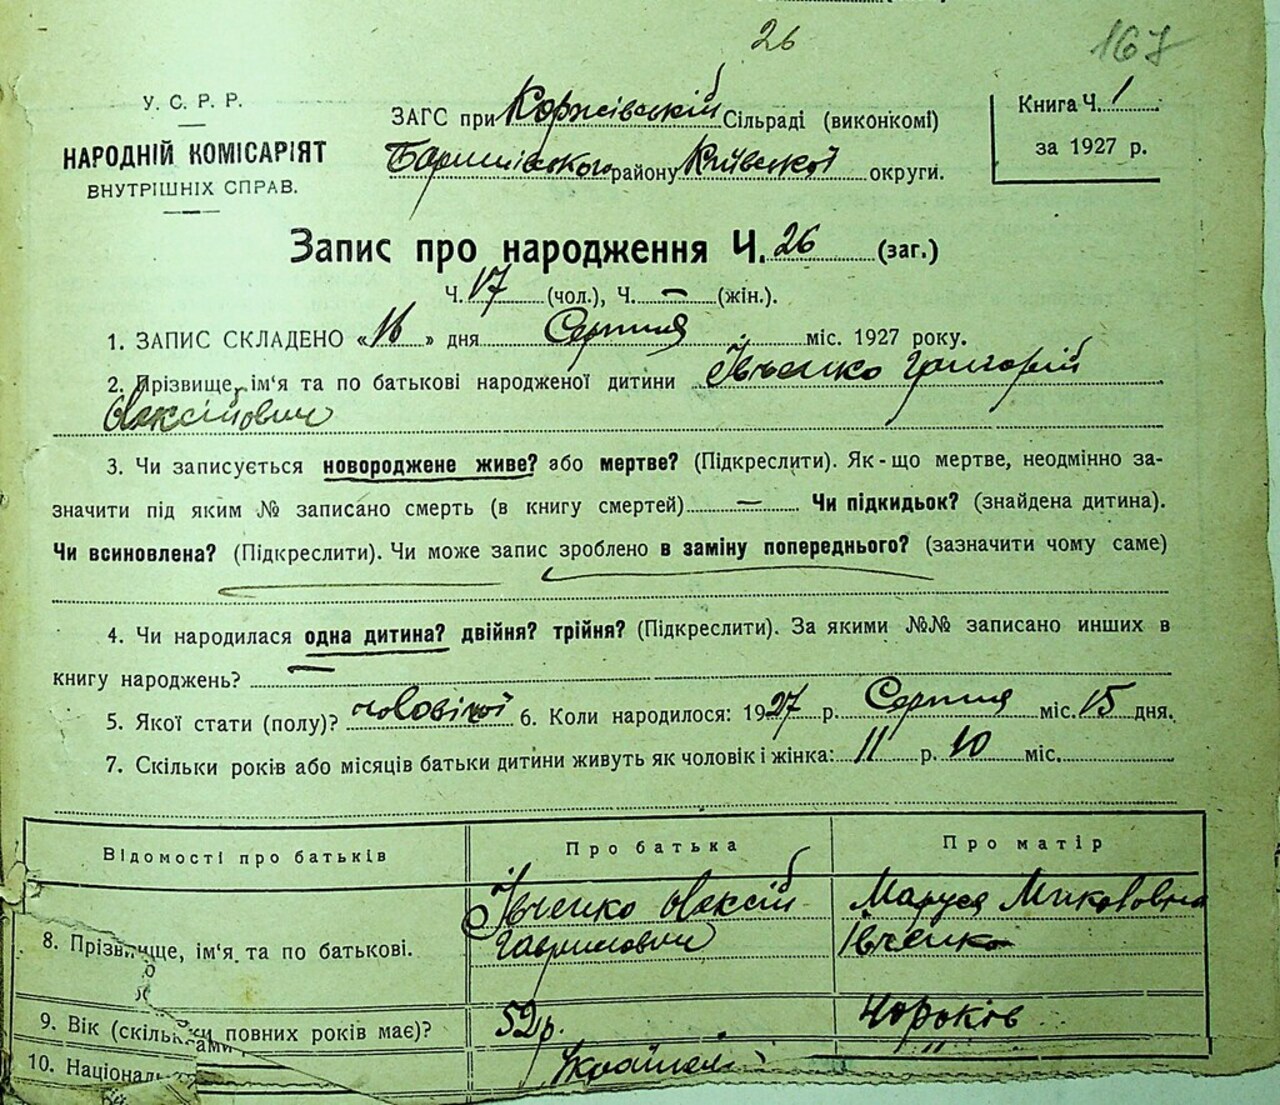 26
167
У. С. Р. Р.
НАРОДНІЙ КОМІСАРІЯТ
ВНУТРІШНІХ СПРАВ.
ЗАГС при Коржівській Сільраді (виконкомі)
Баришівського району Київської округи.
Книга Ч. 1
за 1927 р.
Запис про народження Ч. 26 (заг.)
Ч. 17 (чол.), Ч. — (жін.).
1. ЗАПИС СКЛАДЕНО «16» дня Серпня міс. 1927 року.
2. Прізвище, ім'я та по батькові народженої дитини Івченко Григорій
Олексійович
3. Чи записується новороджене живе? або мертве? (Підкреслити). Як-що мертве, неодмінно за-
значити під яким № записано смерть (в книгу смертей) — Чи підкидьок? (знайдена дитина).
Чи всиновлена? (Підкреслити). Чи може запис зроблено в заміну попереднього? (зазначити чому саме)
4. Чи народилася одна дитина? двійня? трійня? (Підкреслити). За якими №№ записано инших в
книгу народжень?
5. Якої стати (полу)? чоловічої 6. Коли народилося: 1927 р. Серпня міс. 15 дня.
7. Скільки років або місяців батьки дитини живуть як чоловік і жінка: 11 р. 10 міс.
Відомості про батьків Про батька Про матір
8. Прізвище, ім'я та по батькові. Івченко Олексій Маруся
Гаврилович Івченко
9. Вік (скільки повних років має)? 52 р.
10. Національ